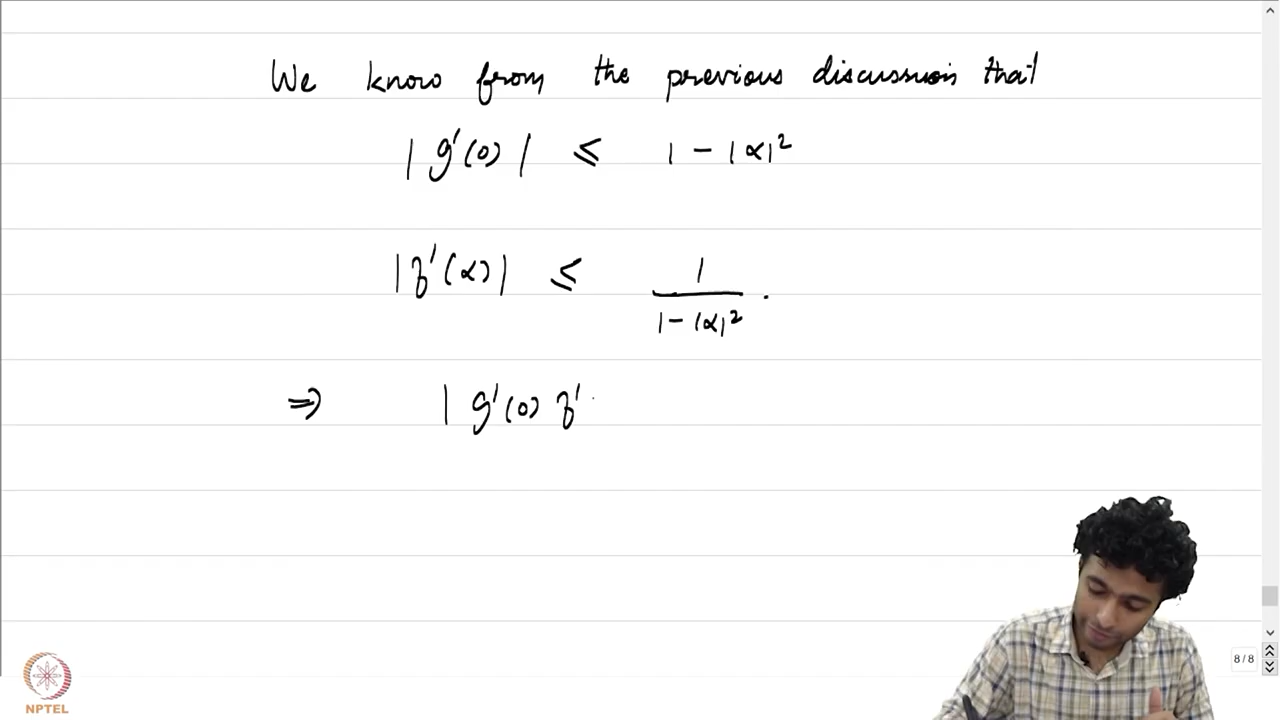 We know from the previous discussion that
| g'(0) | ≤ 1 - |α|²
| f'(α) | ≤ 1 / (1 - |α|²) .
⇒ | g'(0) f'
8 / 8
NPTEL